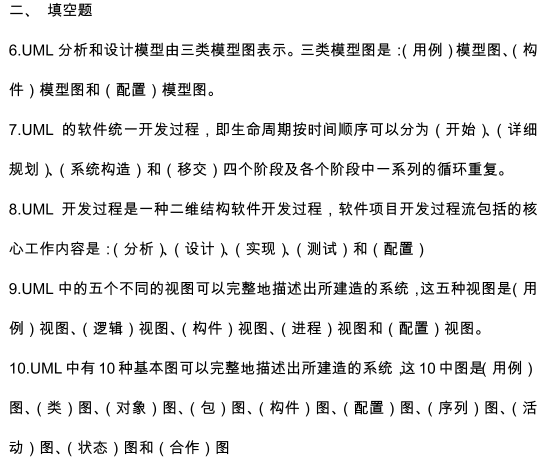 二、 填空题
6.UML 分析和设计模型由三类模型图表示。三类模型图是：（ 用例 ）模型图、（ 构
件 ）模型图和（ 配置 ）模型图。
7.UML 的软件统一开发过程，即生命周期按时间顺序可以分为（ 开始 ）、（ 详细
规划 ）、（ 系统构造 ）和（ 移交 ）四个阶段及各个阶段中一系列的循环重复。
8.UML 开发过程是一种二维结构软件开发过程，软件项目开发过程流包括的核
心工作内容是：（ 分析 ）、（ 设计 ）、（ 实现 ）、（ 测试 ）和（ 配置 ）
9.UML 中的五个不同的视图可以完整地描述出所建造的系统，这五种视图是（ 用
例 ）视图、（ 逻辑 ）视图、（ 构件 ）视图、（ 进程 ）视图和（ 配置 ）视图。
10.UML 中有 10 种基本图可以完整地描述出所建造的系统，这 10 中图是（ 用例 ）
图、（ 类 ）图、（ 对象 ）图、（ 包 ）图、（ 构件 ）图、（ 配置 ）图、（ 序列 ）图、（ 活
动 ）图、（ 状态 ）图和（ 合作 ）图